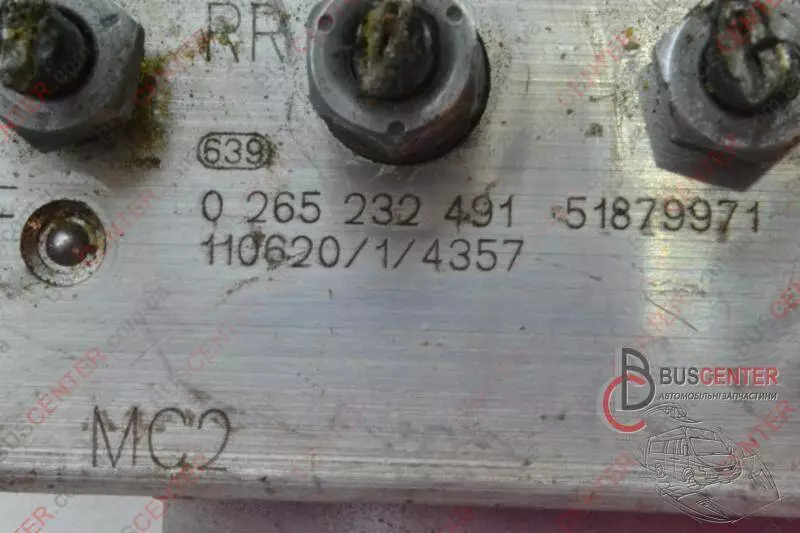 RR
639
0 265 232 491 51879971
110620/1/4357
MC2
BUSCENTER
АВТОМОБІЛЬНІ ЗАПЧАСТИНИ